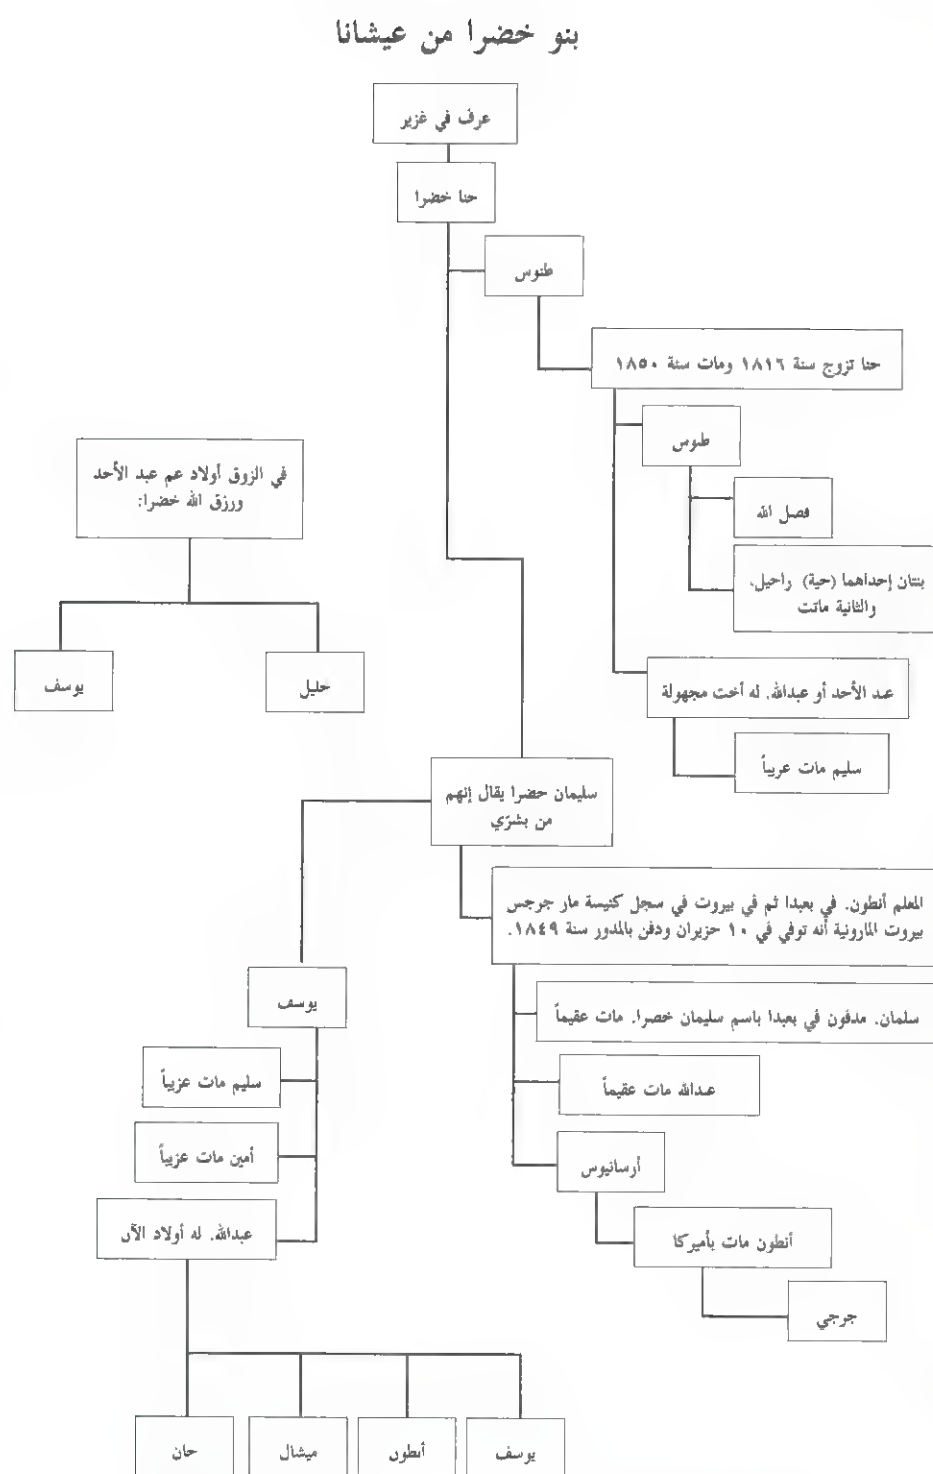 بنو خضرا من عيشانا
عرف في غزير
حنا خضرا
طنوس
حنا تزوج سنة ١٨١٦ ومات سنة ١٨٥٠
طنوس
فضل الله
بنتان إحداهما (حية) راحيل،
والثانية ماتت
عبد الأحد أو عبدالله. له أخت مجهولة
سليم مات عزيباً
في الزوق أولاد عم عبد الأحد
ورزق الله خضرا:
خليل
يوسف
سليمان خضرا يقال إنهم
من بشرّي
المعلم أنطون. في بعبدا ثم في بيروت في سجل كنيسة مار جرجس
بيروت المارونية أنه توفي في ١٠ حزيران ودفن بالمدور سنة ١٨٤٩.
سلمان. مدفون في بعبدا باسم سليمان خضرا. مات عقيماً
عبدالله مات عقيماً
أرسانيوس
أنطون مات بأميركا
جرجي
يوسف
سليم مات عزيباً
أمين مات عزيباً
عبدالله. له أولاد الآن
يوسف
أنطون
ميشال
جان